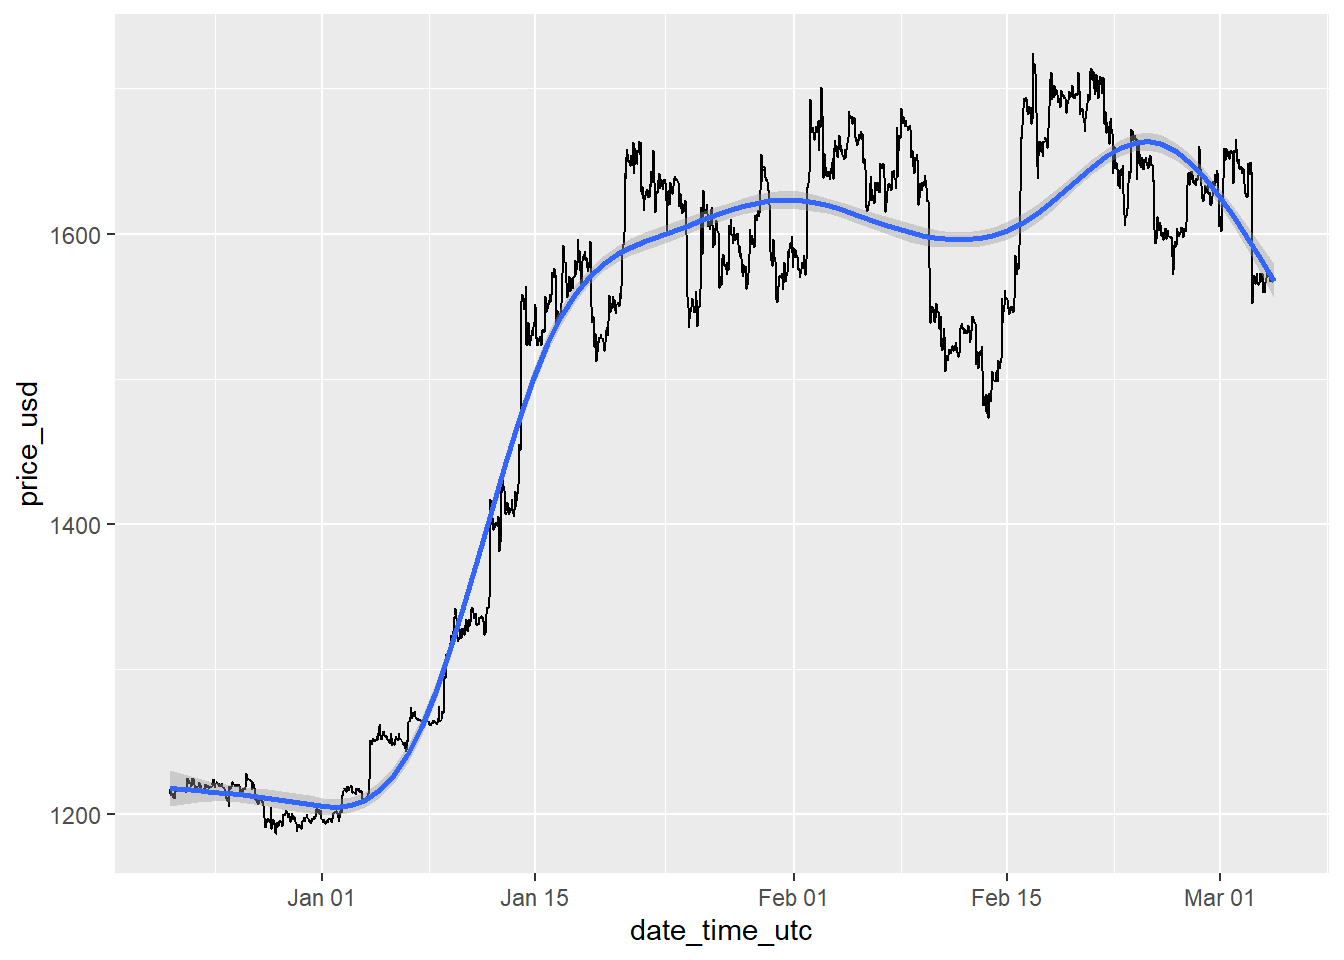 price_usd
1600
1400
1200
Jan 01
Jan 15
Feb 01
Feb 15
Mar 01
date_time_utc